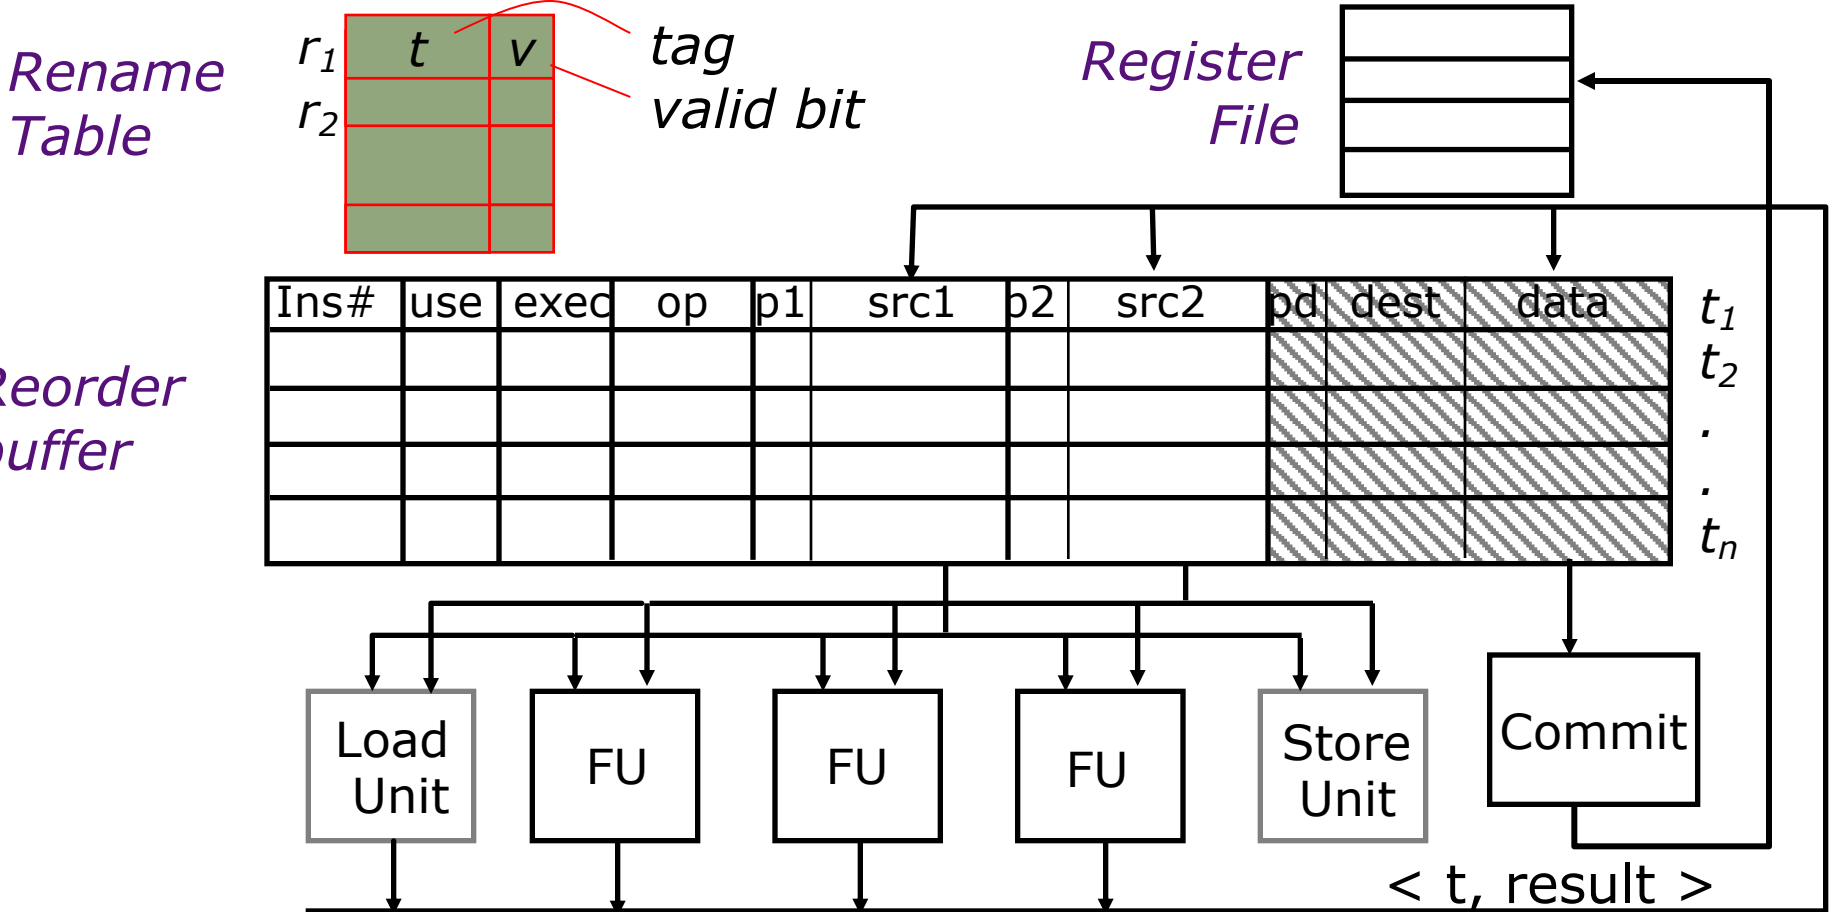 Rename
Table
r1
t
v
r2
tag
valid bit
Register
File
Ins# use exec op p1 src1 p2 src2 pd dest data
t1
t2
.
.
tn
Reorder
buffer
Load
Unit
FU
FU
FU
Store
Unit
Commit
< t, result >